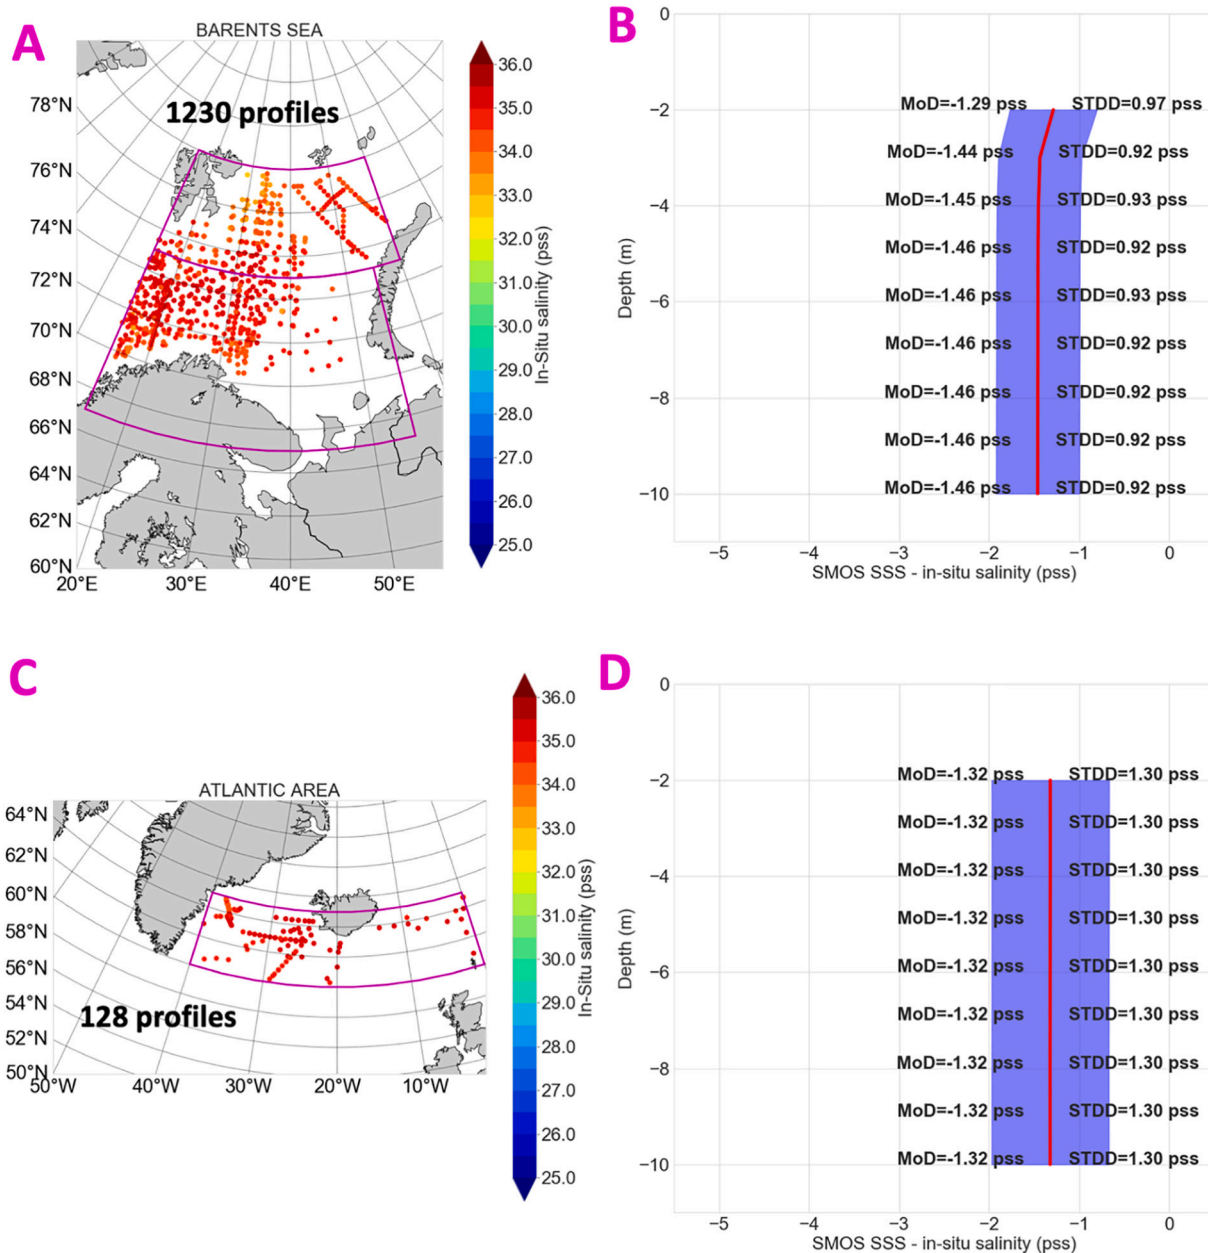 A
BARENTS SEA
1230 profiles
78°N
76°N
74°N
72°N
70°N
68°N
66°N
64°N
62°N
60°N
20°E
30°E
40°E
50°E
36.0
35.0
34.0
33.0
32.0
31.0
30.0
29.0
28.0
27.0
26.0
25.0
In-Situ salinity (pss)
B
0
−2
−4
−6
−8
−10
Depth (m)
MoD=-1.29 pss STDD=0.97 pss
MoD=-1.44 pss STDD=0.92 pss
MoD=-1.45 pss STDD=0.93 pss
MoD=-1.46 pss STDD=0.92 pss
MoD=-1.46 pss STDD=0.93 pss
MoD=-1.46 pss STDD=0.92 pss
MoD=-1.46 pss STDD=0.92 pss
MoD=-1.46 pss STDD=0.92 pss
MoD=-1.46 pss STDD=0.92 pss
−5 −4 −3 −2 −1 0
SMOS SSS - in-situ salinity (pss)
C
ATLANTIC AREA
64°N
62°N
60°N
58°N
56°N
54°N
52°N
50°N
50°W
40°W
30°W
20°W
10°W
128 profiles
36.0
35.0
34.0
33.0
32.0
31.0
30.0
29.0
28.0
27.0
26.0
25.0
In-Situ salinity (pss)
D
0
−2
−4
−6
−8
−10
Depth (m)
MoD=-1.32 pss STDD=1.30 pss
MoD=-1.32 pss STDD=1.30 pss
MoD=-1.32 pss STDD=1.30 pss
MoD=-1.32 pss STDD=1.30 pss
MoD=-1.32 pss STDD=1.30 pss
MoD=-1.32 pss STDD=1.30 pss
MoD=-1.32 pss STDD=1.30 pss
MoD=-1.32 pss STDD=1.30 pss
MoD=-1.32 pss STDD=1.30 pss
−5 −4 −3 −2 −1 0
SMOS SSS - in-situ salinity (pss)